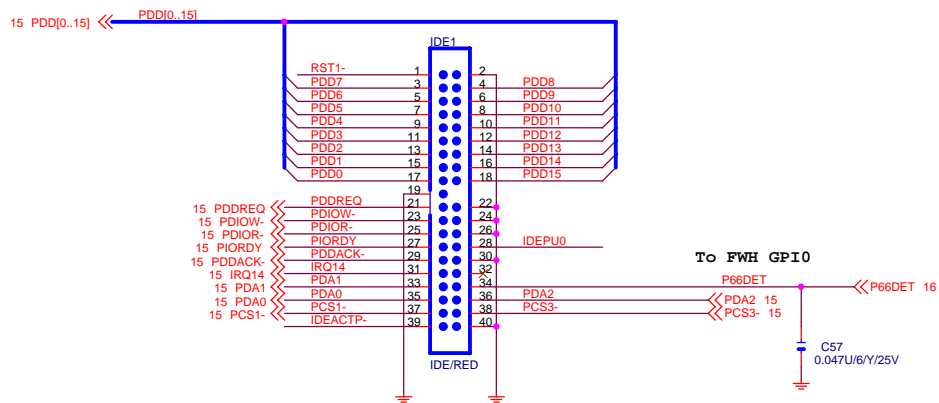 15 PDD[0..15] PDD[0..15]
IDE1
RST1- 1 2
PDD7 3 4 PDD8
PDD6 5 6 PDD9
PDD5 7 8 PDD10
PDD4 9 10 PDD11
PDD3 11 12 PDD12
PDD2 13 14 PDD13
PDD1 15 16 PDD14
PDD0 17 18 PDD15
19
15 PDDREQ PDDREQ 21 22
15 PDIOW- PDIOW- 23 24
15 PDIOR- PDIOR- 25 26
15 PIORDY PIORDY 27 28 IDEPU0
15 PDDACK- PDDACK- 29 30
15 IRQ14 IRQ14 31 32
To FWH GPI0
15 PDA1 PDA1 33 34 P66DET P66DET 16
15 PDA0 PDA0 35 36 PDA2 PDA2 15
15 PCS1- PCS1- 37 38 PCS3- PCS3- 15
IDEACTP- 39 40
C57
0.047U/6/Y/25V
IDE/RED